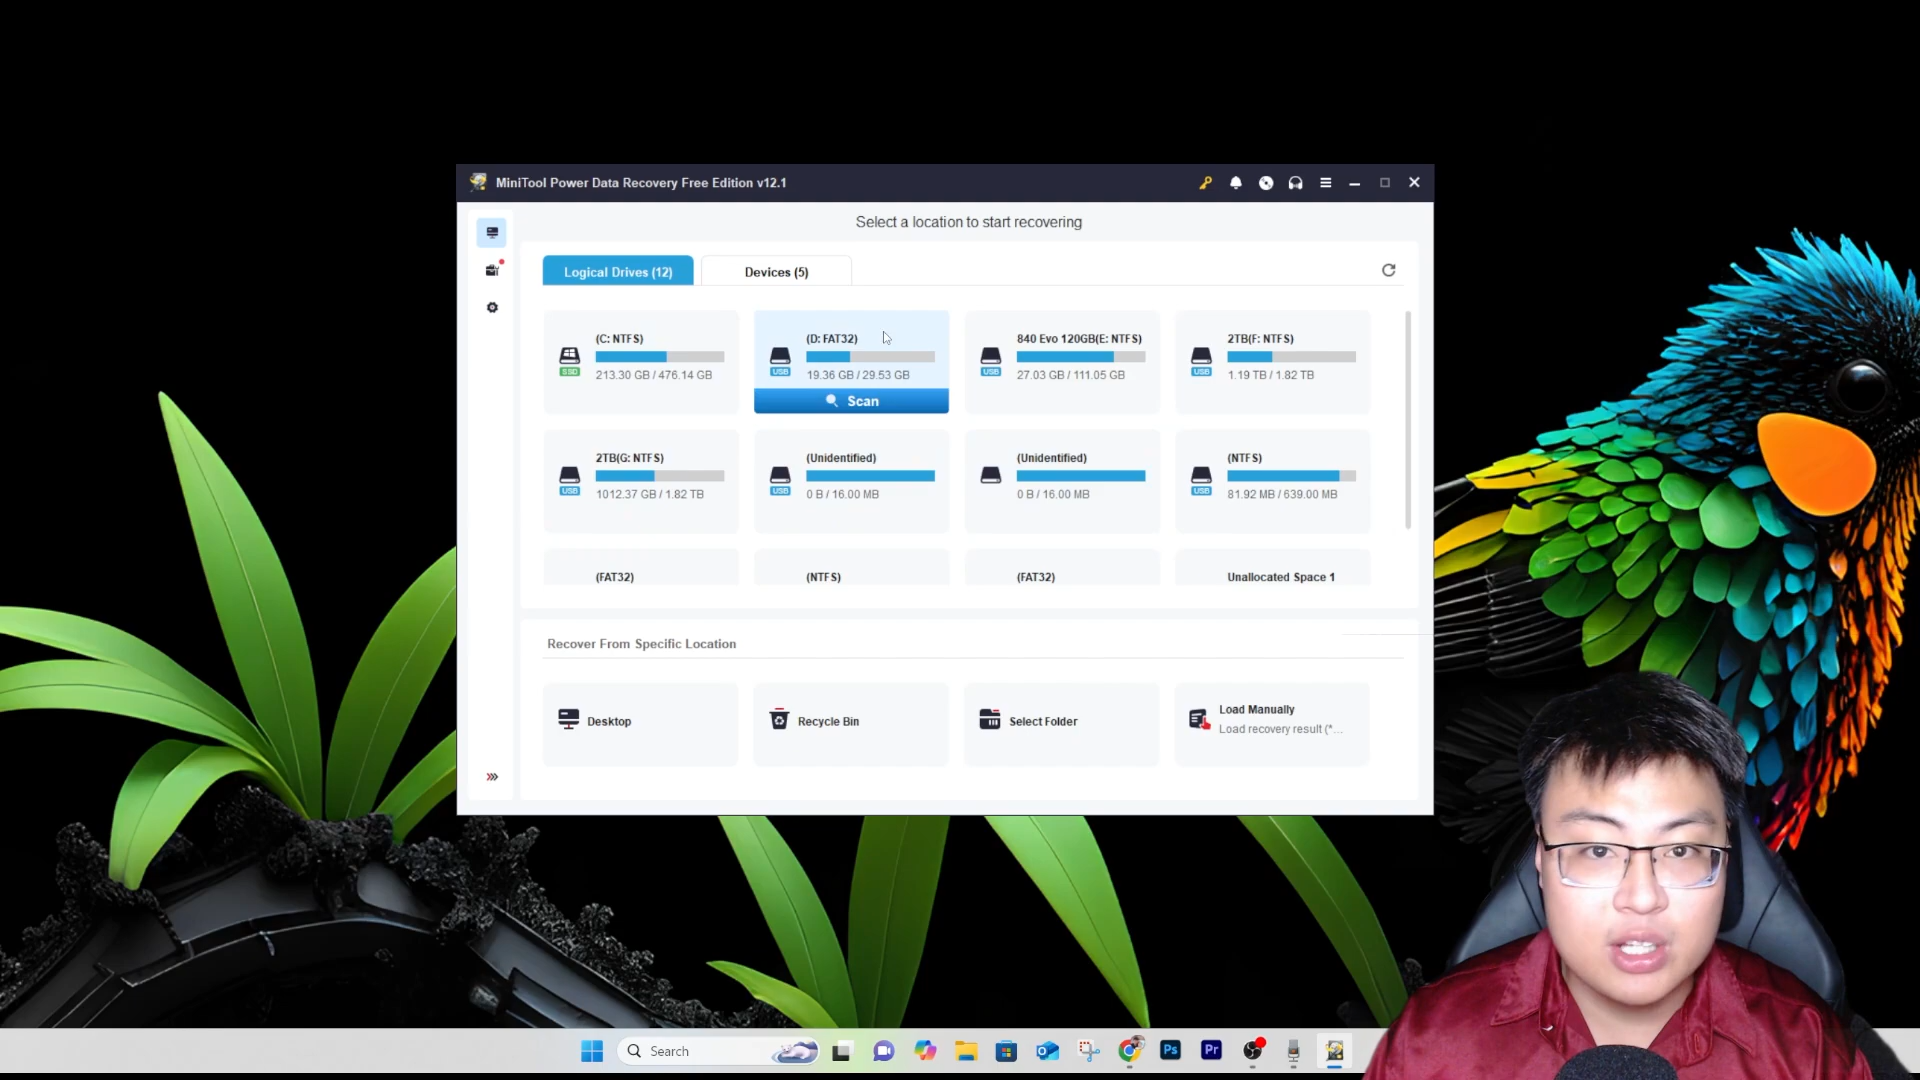 MiniTool Power Data Recovery Free Edition v12.1
Select a location to start recovering
Logical Drives (12)
Devices (5)
(C: NTFS)
SSD
213.30 GB / 476.14 GB
(D: FAT32)
USB
19.36 GB / 29.53 GB
Scan
840 Evo 120GB(E: NTFS)
USB
27.03 GB / 111.05 GB
2TB(F: NTFS)
USB
1.19 TB / 1.82 TB
2TB(G: NTFS)
USB
1012.37 GB / 1.82 TB
(Unidentified)
USB
0 B / 16.00 MB
(Unidentified)
0 B / 16.00 MB
(NTFS)
USB
81.92 MB / 639.00 MB
(FAT32)
(NTFS)
(FAT32)
Unallocated Space 1
Recover From Specific Location
Desktop
Recycle Bin
Select Folder
Load Manually
Load recovery result (*...
Search
Ps
Pr